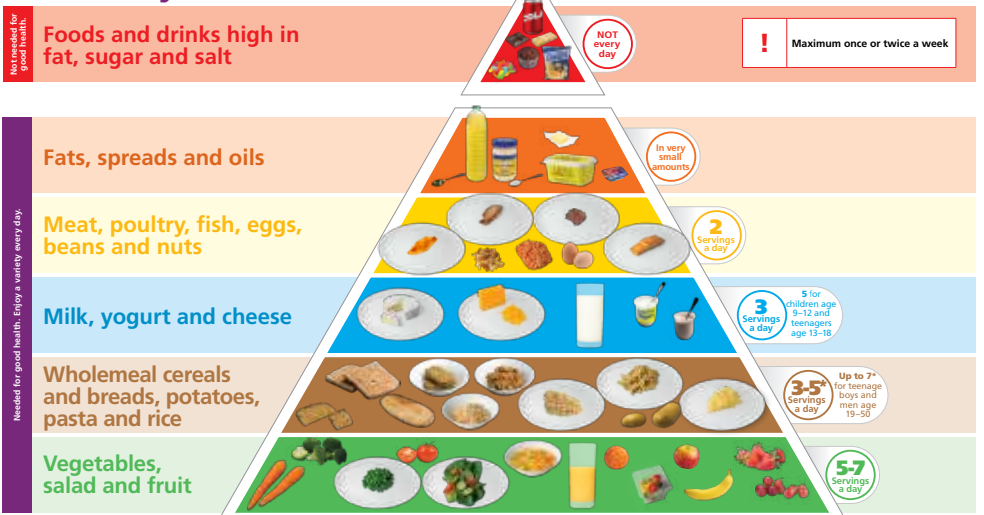 Not needed for
good health.
Foods and drinks high in
fat, sugar and salt
NOT
every
day
!
Maximum once or twice a week
Needed for good health. Enjoy a variety every day.
Fats, spreads and oils
In very
small
amounts
Meat, poultry, fish, eggs,
beans and nuts
2
Servings
a day
Milk, yogurt and cheese
3
Servings
a day
5 for
children age
9–12 and
teenagers
age 13–18
Wholemeal cereals
and breads, potatoes,
pasta and rice
3-5*
Servings
a day
Up to 7*
for teenage
boys and
men age
19–50
Vegetables,
salad and fruit
5-7
Servings
a day